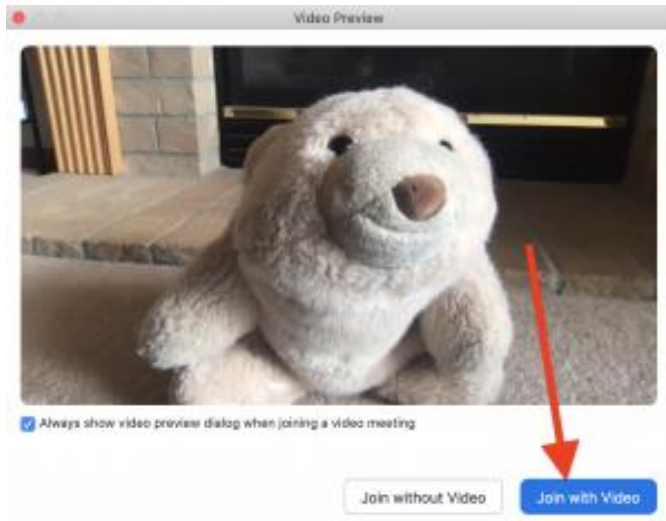 Video Preview
Always show video preview dialog when joining a video meeting
Join without Video
Join with Video